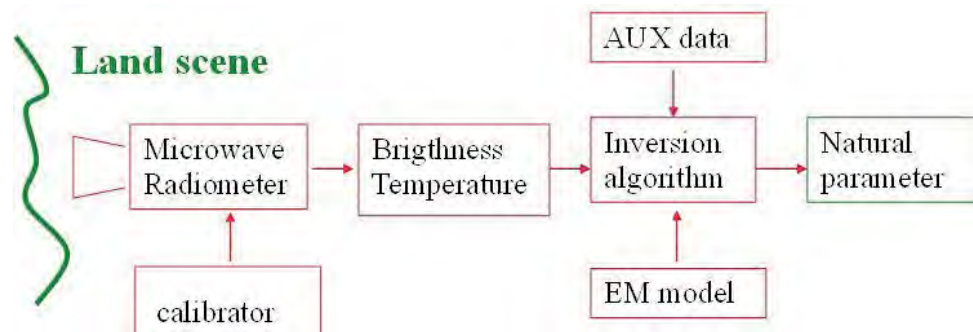 Land scene
AUX data
Microwave
Radiometer
Brigthness
Temperature
Inversion
algorithm
Natural
parameter
calibrator
EM model